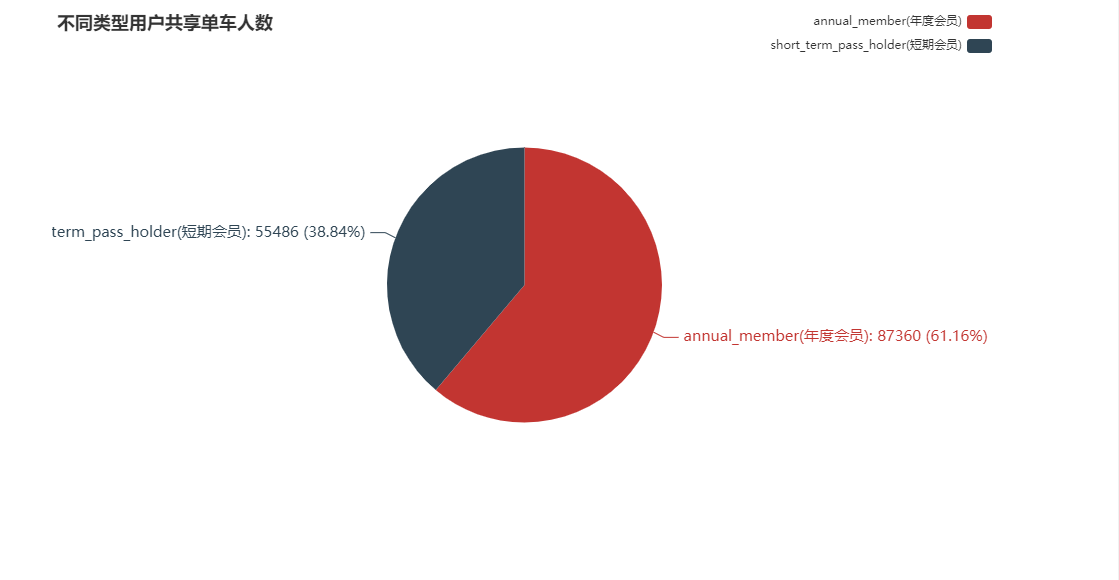 不同类型用户共享单车人数
annual_member(年度会员)
short_term_pass_holder(短期会员)
term_pass_holder(短期会员): 55486 (38.84%)
annual_member(年度会员): 87360 (61.16%)